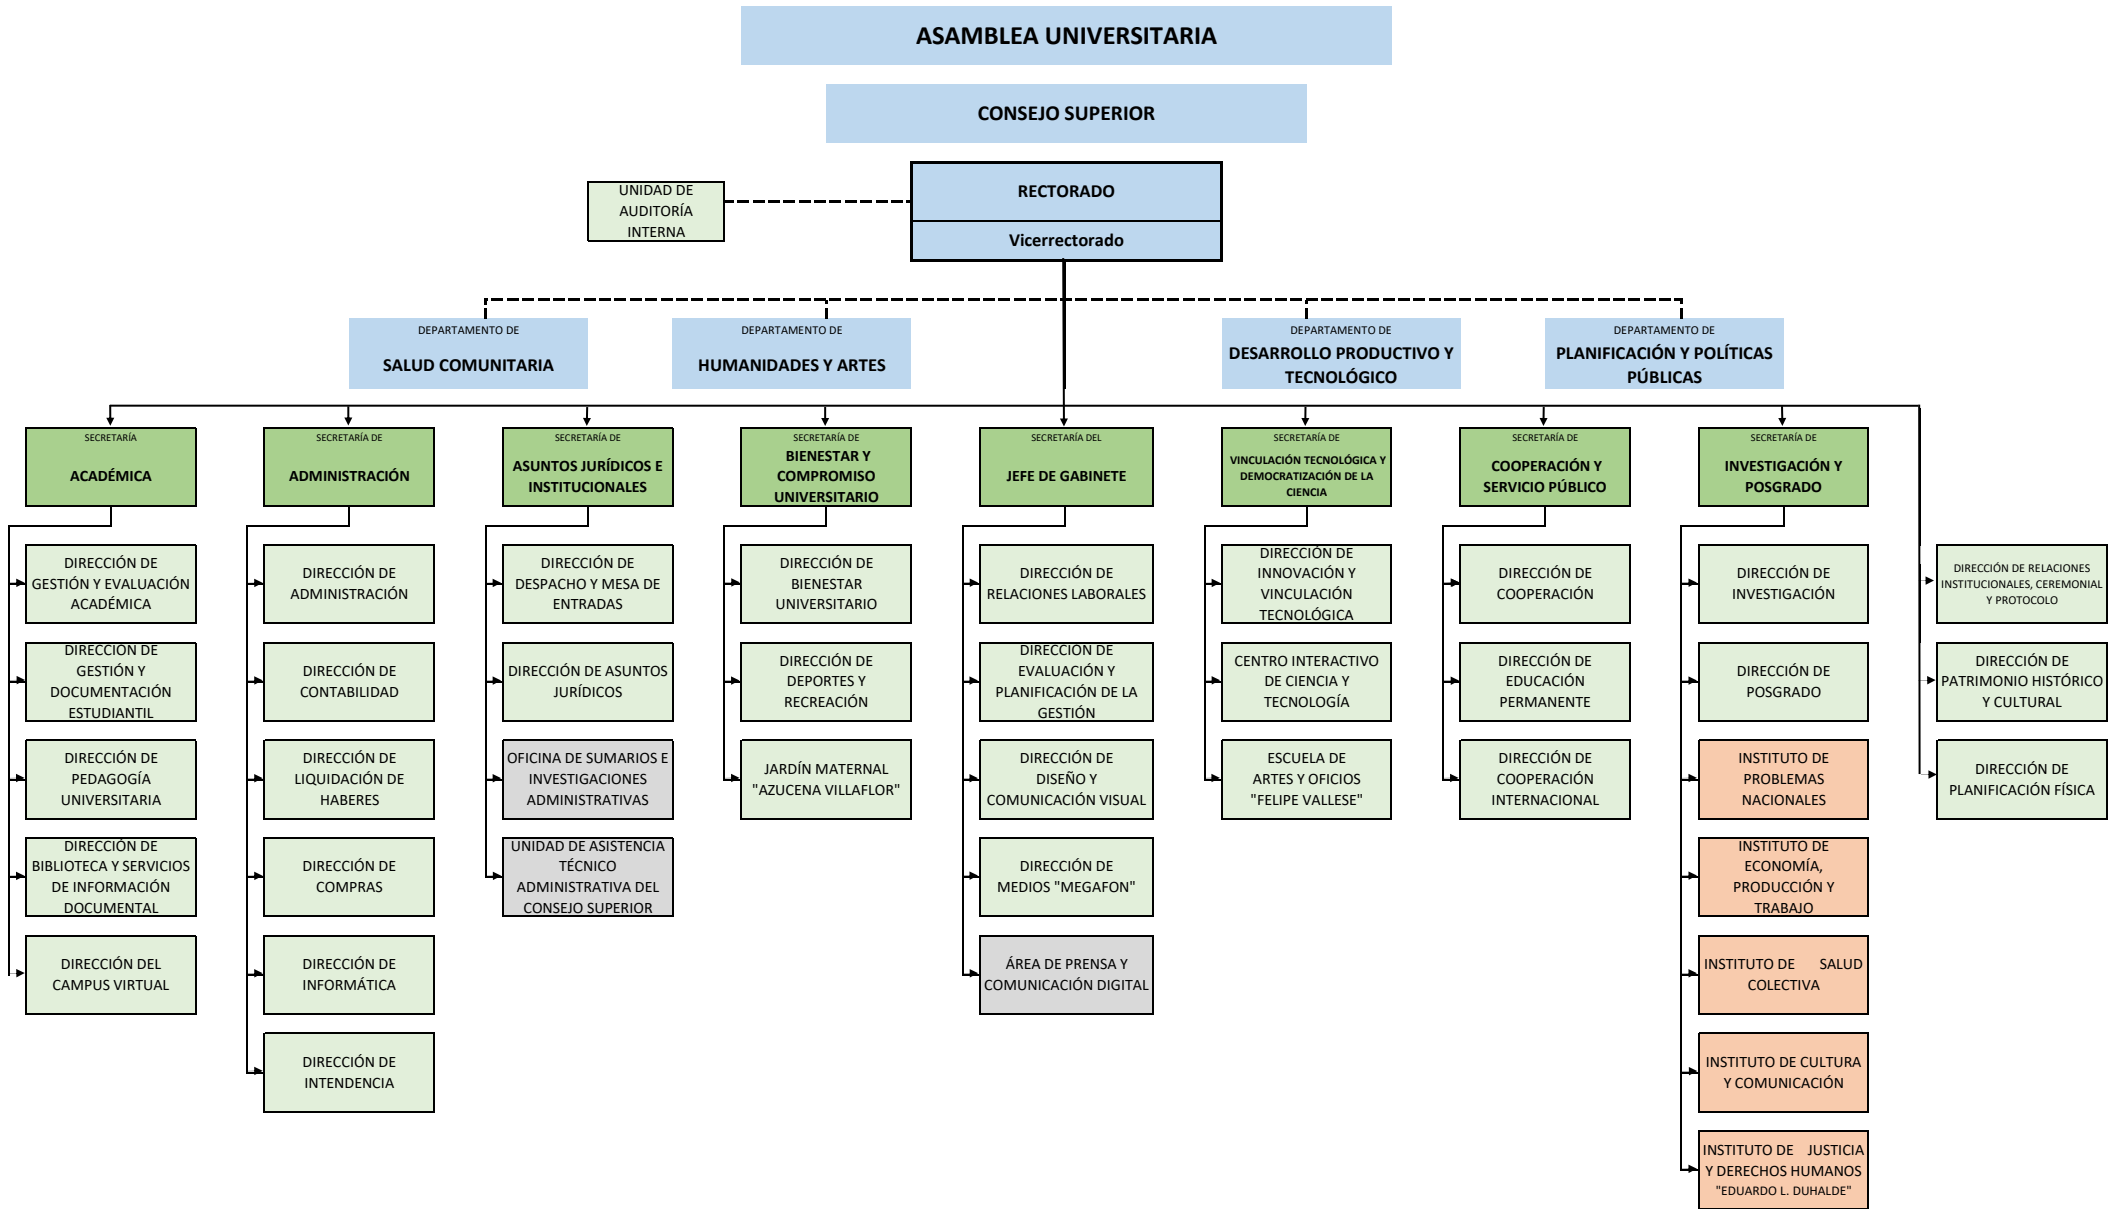 ASAMBLEA UNIVERSITARIA
CONSEJO SUPERIOR
UNIDAD DE
AUDITORÍA
INTERNA
RECTORADO
Vicerrectorado
DEPARTAMENTO DE
SALUD COMUNITARIA
DEPARTAMENTO DE
HUMANIDADES Y ARTES
DEPARTAMENTO DE
DESARROLLO PRODUCTIVO Y
TECNOLÓGICO
DEPARTAMENTO DE
PLANIFICACIÓN Y POLÍTICAS
PÚBLICAS
SECRETARÍA
ACADÉMICA
DIRECCIÓN DE
GESTIÓN Y EVALUACIÓN
ACADÉMICA
DIRECCIÓN DE
GESTIÓN Y
DOCUMENTACIÓN
ESTUDIANTIL
DIRECCIÓN DE
PEDAGOGÍA
UNIVERSITARIA
DIRECCIÓN DE
BIBLIOTECA Y SERVICIOS
DE INFORMACIÓN
DOCUMENTAL
DIRECCIÓN DEL
CAMPUS VIRTUAL
SECRETARÍA DE
ADMINISTRACIÓN
DIRECCIÓN DE
ADMINISTRACIÓN
DIRECCIÓN DE
CONTABILIDAD
DIRECCIÓN DE
LIQUIDACIÓN DE
HABERES
DIRECCIÓN DE
COMPRAS
DIRECCIÓN DE
INFORMÁTICA
DIRECCIÓN DE
INTENDENCIA
SECRETARÍA DE
ASUNTOS JURÍDICOS E
INSTITUCIONALES
DIRECCIÓN DE
DESPACHO Y MESA DE
ENTRADAS
DIRECCIÓN DE ASUNTOS
JURÍDICOS
OFICINA DE SUMARIOS E
INVESTIGACIONES
ADMINISTRATIVAS
UNIDAD DE ASISTENCIA
TÉCNICO
ADMINISTRATIVA DEL
CONSEJO SUPERIOR
SECRETARÍA DE
BIENESTAR Y
COMPROMISO
UNIVERSITARIO
DIRECCIÓN DE
BIENESTAR
UNIVERSITARIO
DIRECCIÓN DE
DEPORTES Y
RECREACIÓN
JARDÍN MATERNAL
"AZUCENA VILLAFLOR"
SECRETARÍA DEL
JEFE DE GABINETE
DIRECCIÓN DE
RELACIONES LABORALES
DIRECCIÓN DE
EVALUACIÓN Y
PLANIFICACIÓN DE LA
GESTIÓN
DIRECCIÓN DE
DISEÑO Y
COMUNICACIÓN VISUAL
DIRECCIÓN DE
MEDIOS "MEGAFON"
ÁREA DE PRENSA Y
COMUNICACIÓN DIGITAL
SECRETARÍA DE
VINCULACIÓN TECNOLÓGICA Y
DEMOCRATIZACIÓN DE LA
CIENCIA
DIRECCIÓN DE
INNOVACIÓN Y
VINCULACIÓN
TECNOLÓGICA
CENTRO INTERACTIVO
DE CIENCIA Y
TECNOLOGÍA
ESCUELA DE
ARTES Y OFICIOS
"FELIPE VALLESE"
SECRETARÍA DE
COOPERACIÓN Y
SERVICIO PÚBLICO
DIRECCIÓN DE
COOPERACIÓN
DIRECCIÓN DE
EDUCACIÓN
PERMANENTE
DIRECCIÓN DE
COOPERACIÓN
INTERNACIONAL
SECRETARÍA DE
INVESTIGACIÓN Y
POSGRADO
DIRECCIÓN DE
INVESTIGACIÓN
DIRECCIÓN DE
POSGRADO
INSTITUTO DE
PROBLEMAS
NACIONALES
INSTITUTO DE
ECONOMÍA,
PRODUCCIÓN Y
TRABAJO
INSTITUTO DE SALUD
COLECTIVA
INSTITUTO DE CULTURA
Y COMUNICACIÓN
INSTITUTO DE JUSTICIA
Y DERECHOS HUMANOS
"EDUARDO L. DUHALDE"
DIRECCIÓN DE RELACIONES
INSTITUCIONALES, CEREMONIAL
Y PROTOCOLO
DIRECCIÓN DE
PATRIMONIO HISTÓRICO
Y CULTURAL
DIRECCIÓN DE
PLANIFICACIÓN FÍSICA